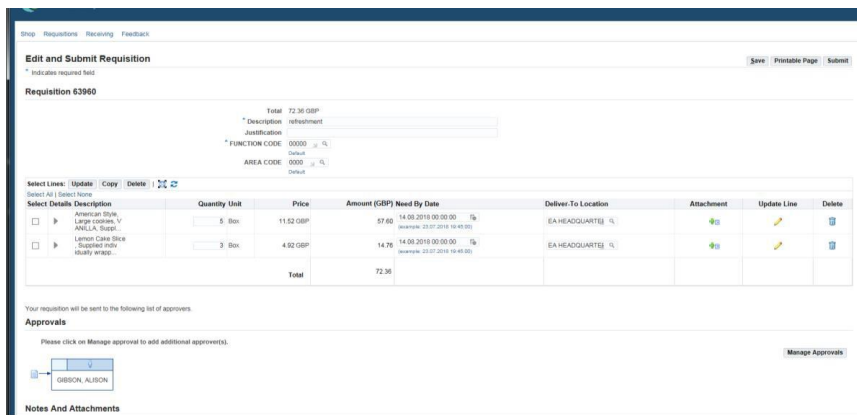 Shop Requisitions Receiving Feedback
Edit and Submit Requisition
Save Printable Page Submit
* Indicates required field
Requisition 63960
Total 72.36 GBP
* Description refreshment
Justification
* FUNCTION CODE 00000
Default
AREA CODE 0000
Default
Select Lines: Update Copy Delete
Select All | Select None
Select Details Description Quantity Unit Price Amount (GBP) Need By Date Deliver-To Location Attachment Update Line Delete
American Style,
Large cookies, V
ANILLA, Suppl...
5 Box 11.52 GBP 57.60 14.08.2018 00:00:00 EA HEADQUARTE
(example: 23.07.2018 19:45:00)
Lemon Cake Slice
, Supplied indiv
idually wrapp...
3 Box 4.92 GBP 14.76 14.08.2018 00:00:00 EA HEADQUARTE
(example: 23.07.2018 19:45:00)
Total 72.36
Your requisition will be sent to the following list of approvers.
Approvals
Please click on Manage approval to add additional approver(s).
Manage Approvals
GIBSON, ALISON
Notes And Attachments